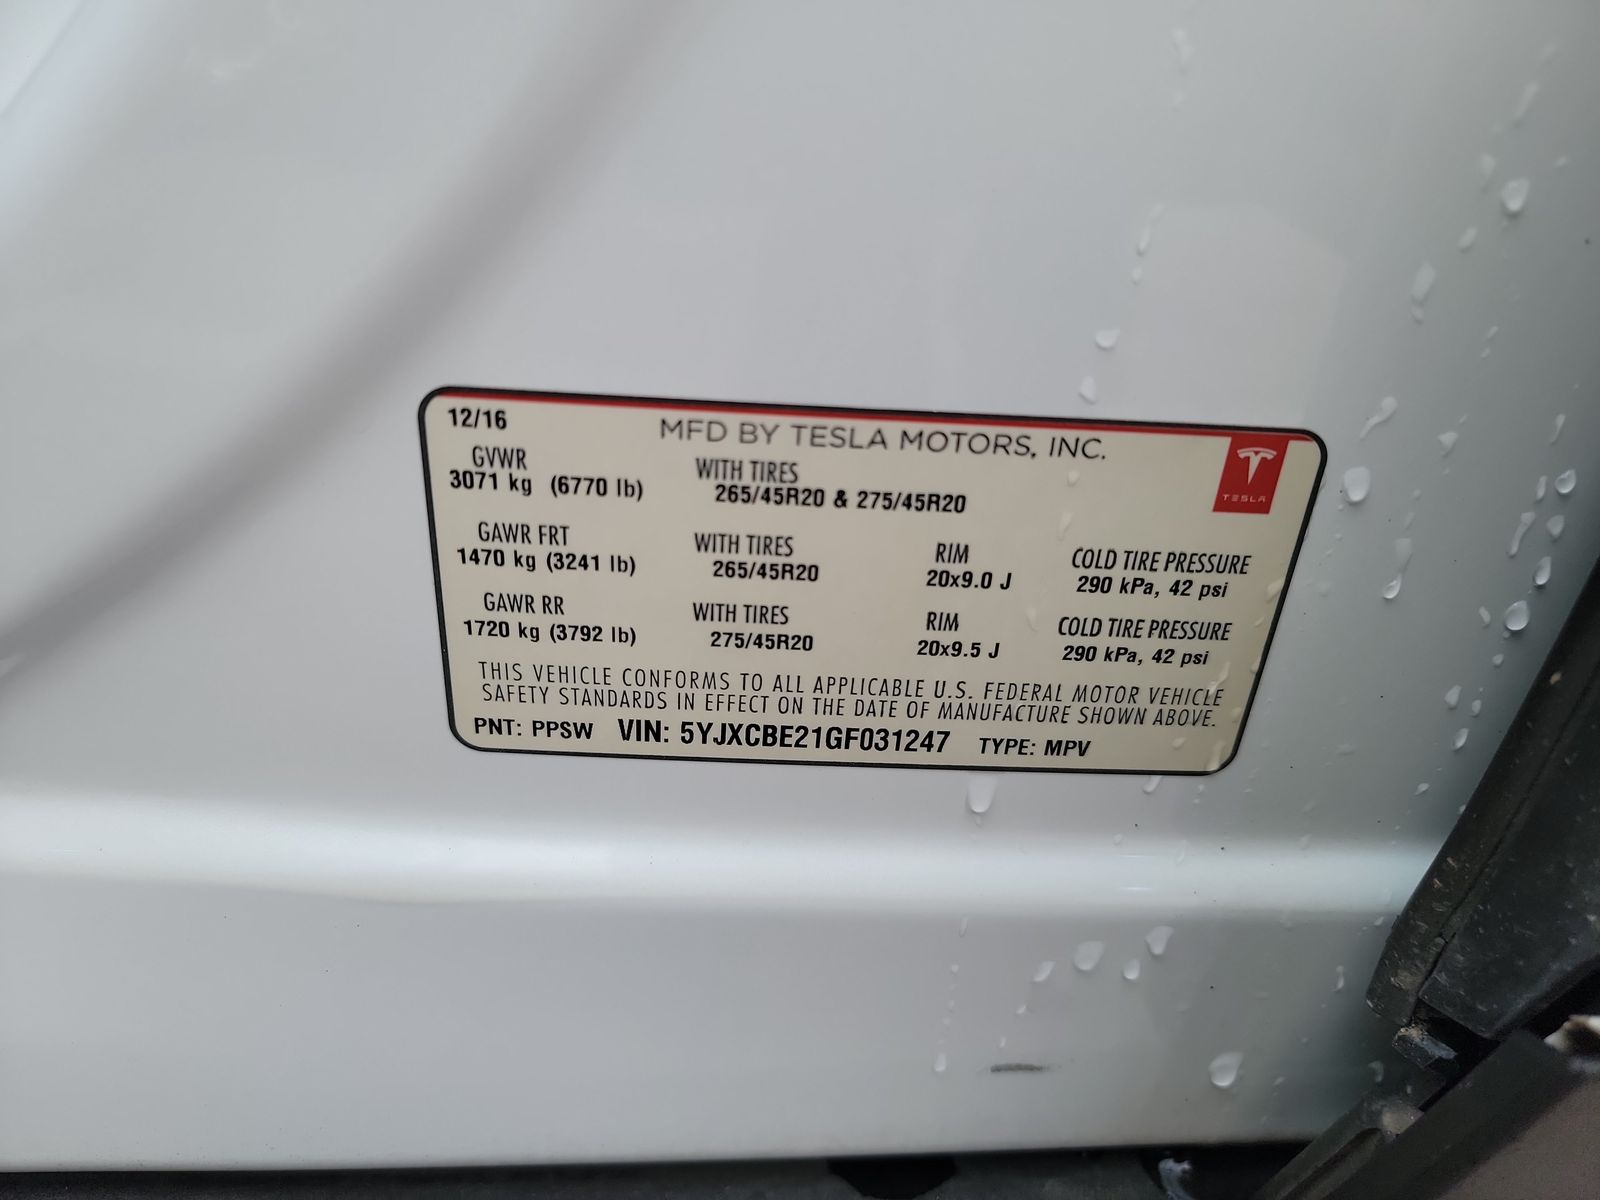 12/16
MFD BY TESLA MOTORS, INC.
GVWR
3071 kg (6770 lb)
WITH TIRES
265/45R20 & 275/45R20
TESLA
GAWR FRT
1470 kg (3241 lb)
WITH TIRES
265/45R20
RIM
20x9.0 J
COLD TIRE PRESSURE
290 kPa, 42 psi
GAWR RR
1720 kg (3792 lb)
WITH TIRES
275/45R20
RIM
20x9.5 J
COLD TIRE PRESSURE
290 kPa, 42 psi
THIS VEHICLE CONFORMS TO ALL APPLICABLE U.S. FEDERAL MOTOR VEHICLE
SAFETY STANDARDS IN EFFECT ON THE DATE OF MANUFACTURE SHOWN ABOVE.
PNT: PPSW VIN: 5YJXCBE21GF031247 TYPE: MPV